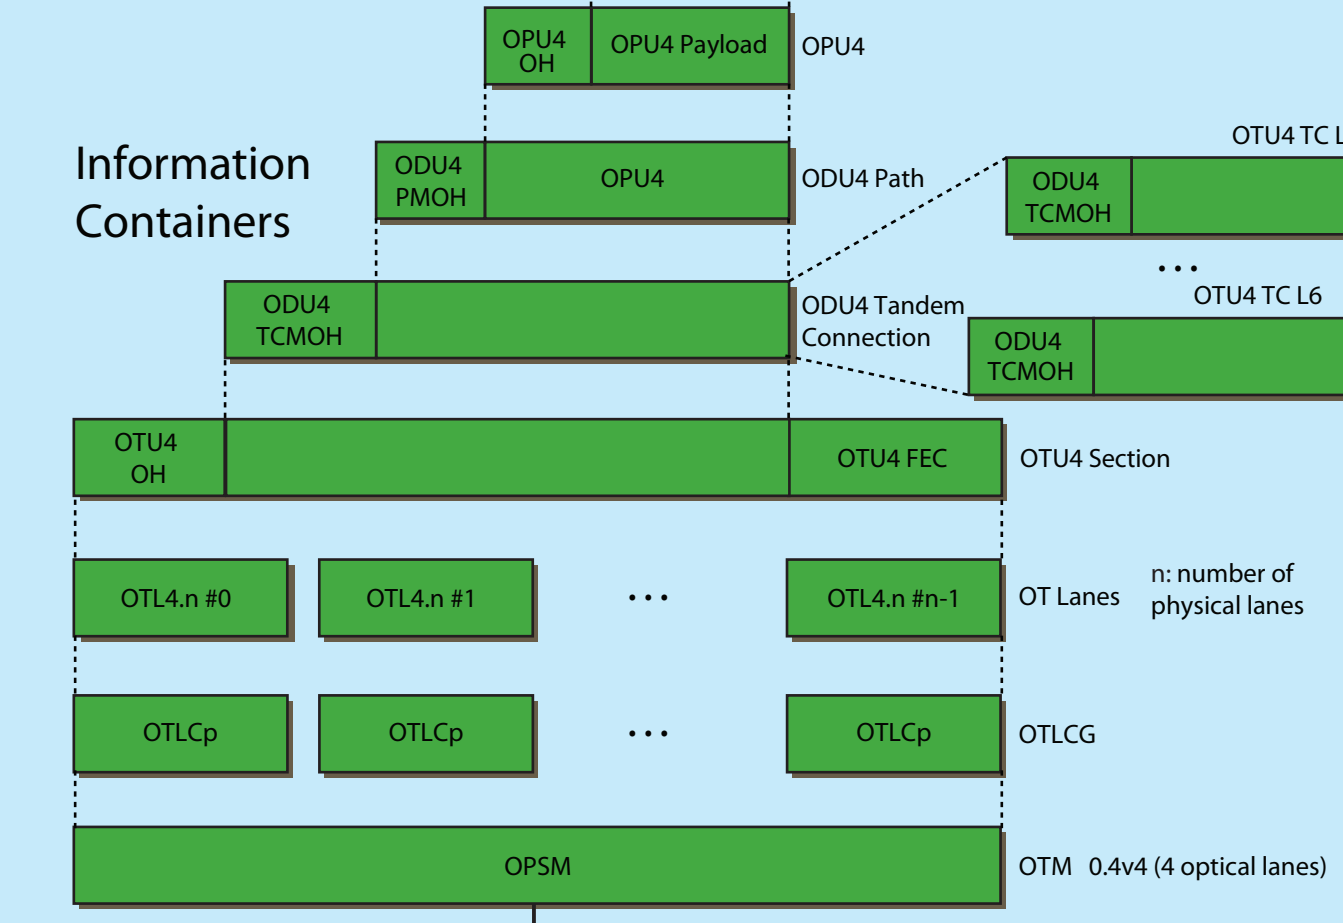 OPU4
OH
OPU4 Payload
OPU4
Information
Containers
ODU4
PMOH
OPU4
ODU4 Path
OTU4 TC L
ODU4
TCMOH
...
OTU4 TC L6
ODU4
TCMOH
ODU4
TCMOH
ODU4 Tandem
Connection
OTU4
OH
OTU4 FEC
OTU4 Section
OTL4.n #0
OTL4.n #1
...
OTL4.n #n-1
OT Lanes
n: number of
physical lanes
OTLCp
OTLCp
...
OTLCp
OTLCG
OPSM
OTM 0.4v4 (4 optical lanes)